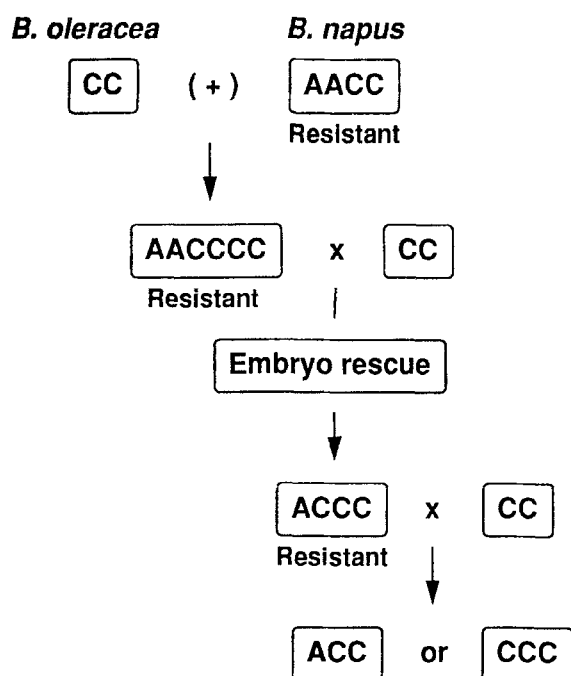 B. oleracea B. napus
CC (+) AACC
Resistant
AACCCC x CC
Resistant
Embryo rescue
ACCC x CC
Resistant
ACC or CCC